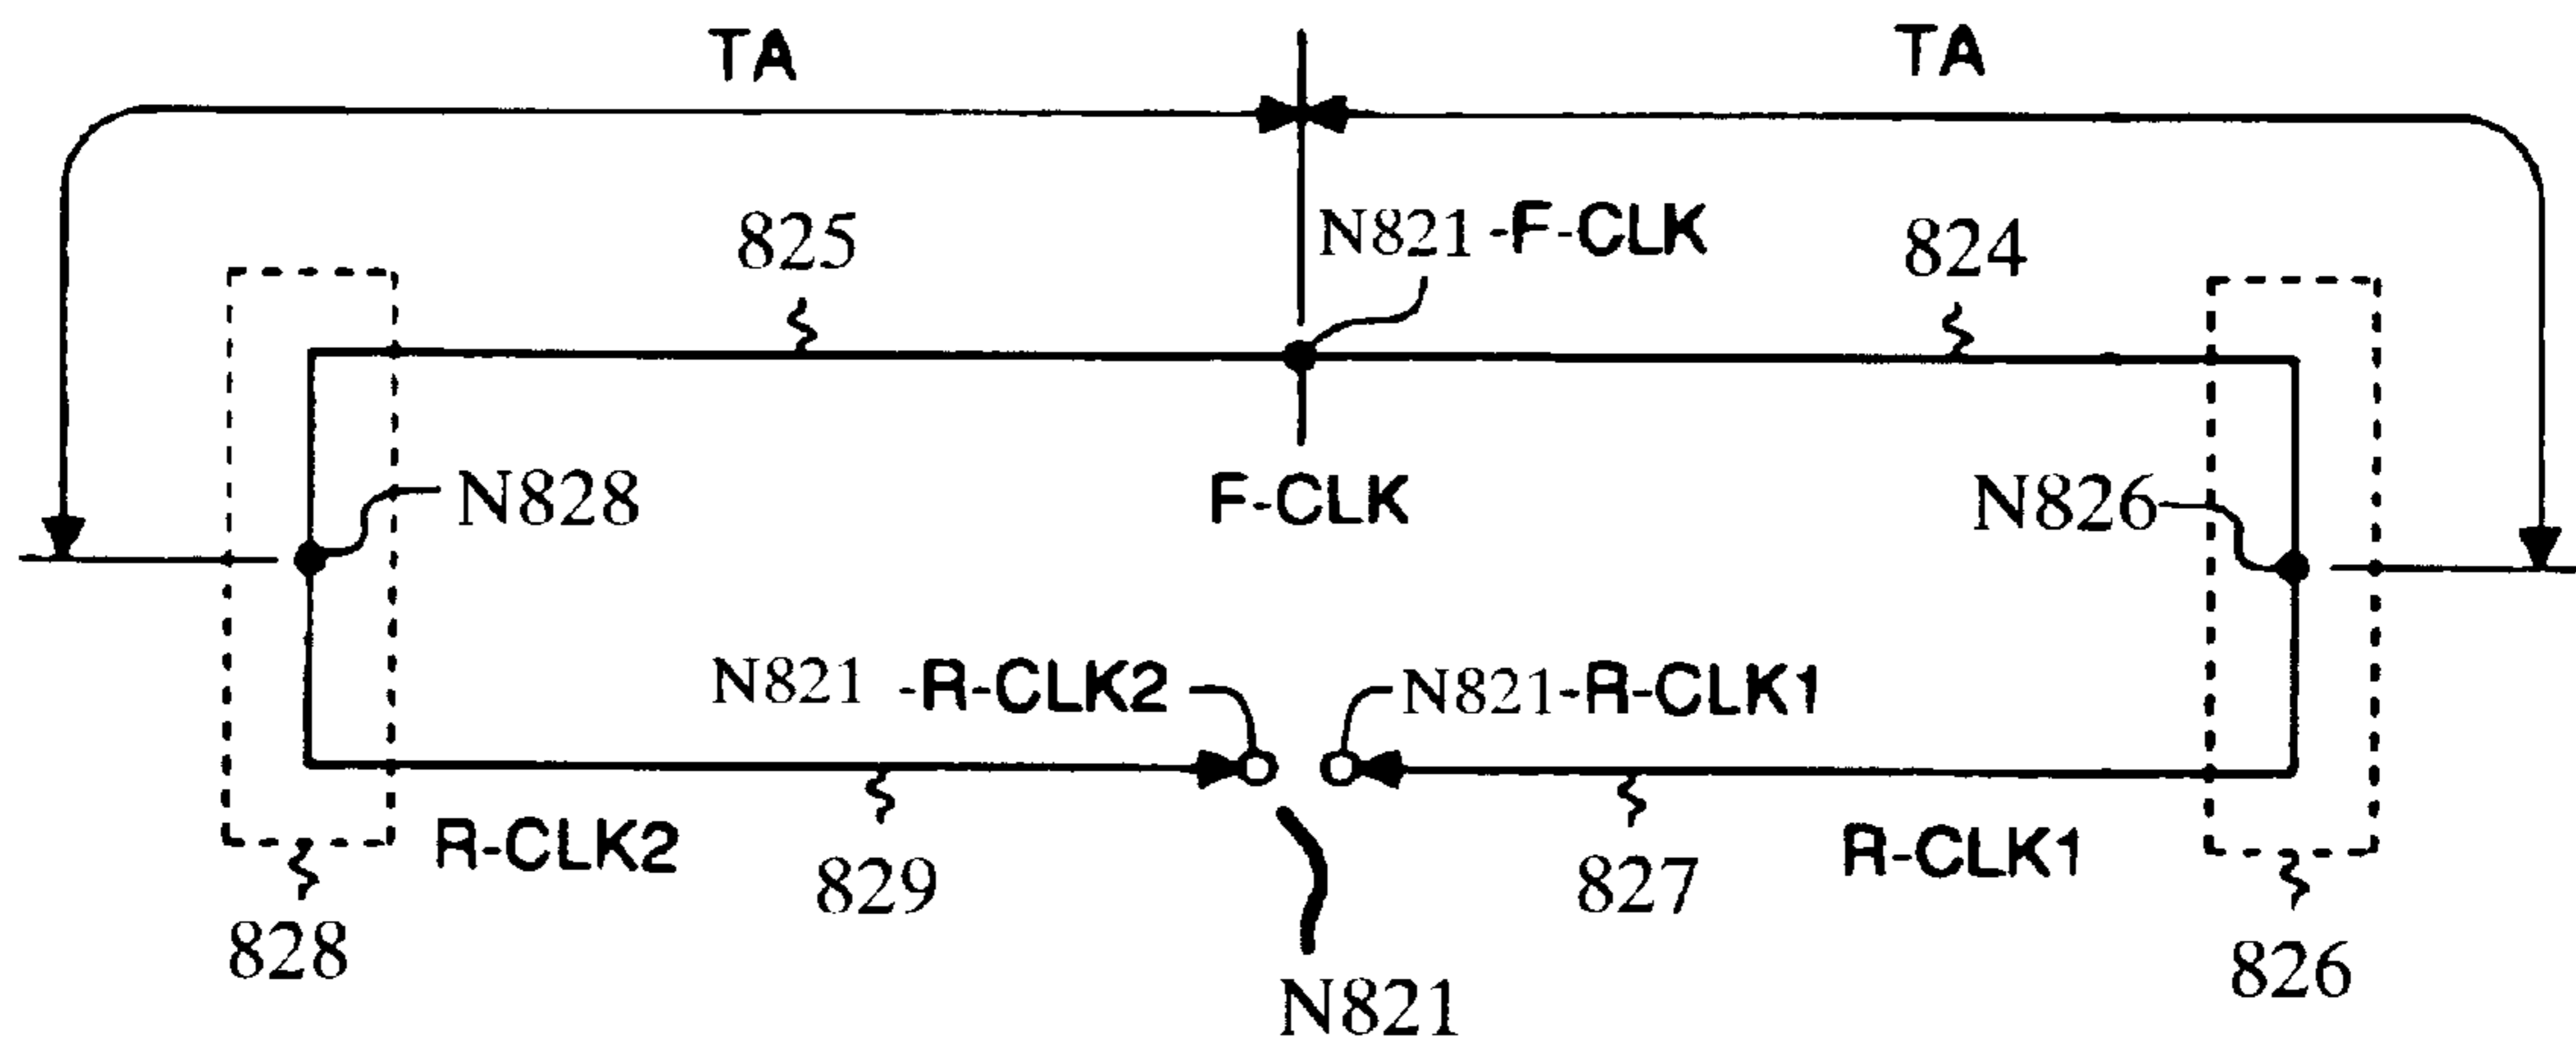 TA
TA
825
N821-F-CLK
824
N828
F-CLK
N826
N821 -R-CLK2
N821-R-CLK1
R-CLK2
829
827
R-CLK1
828
826
N821